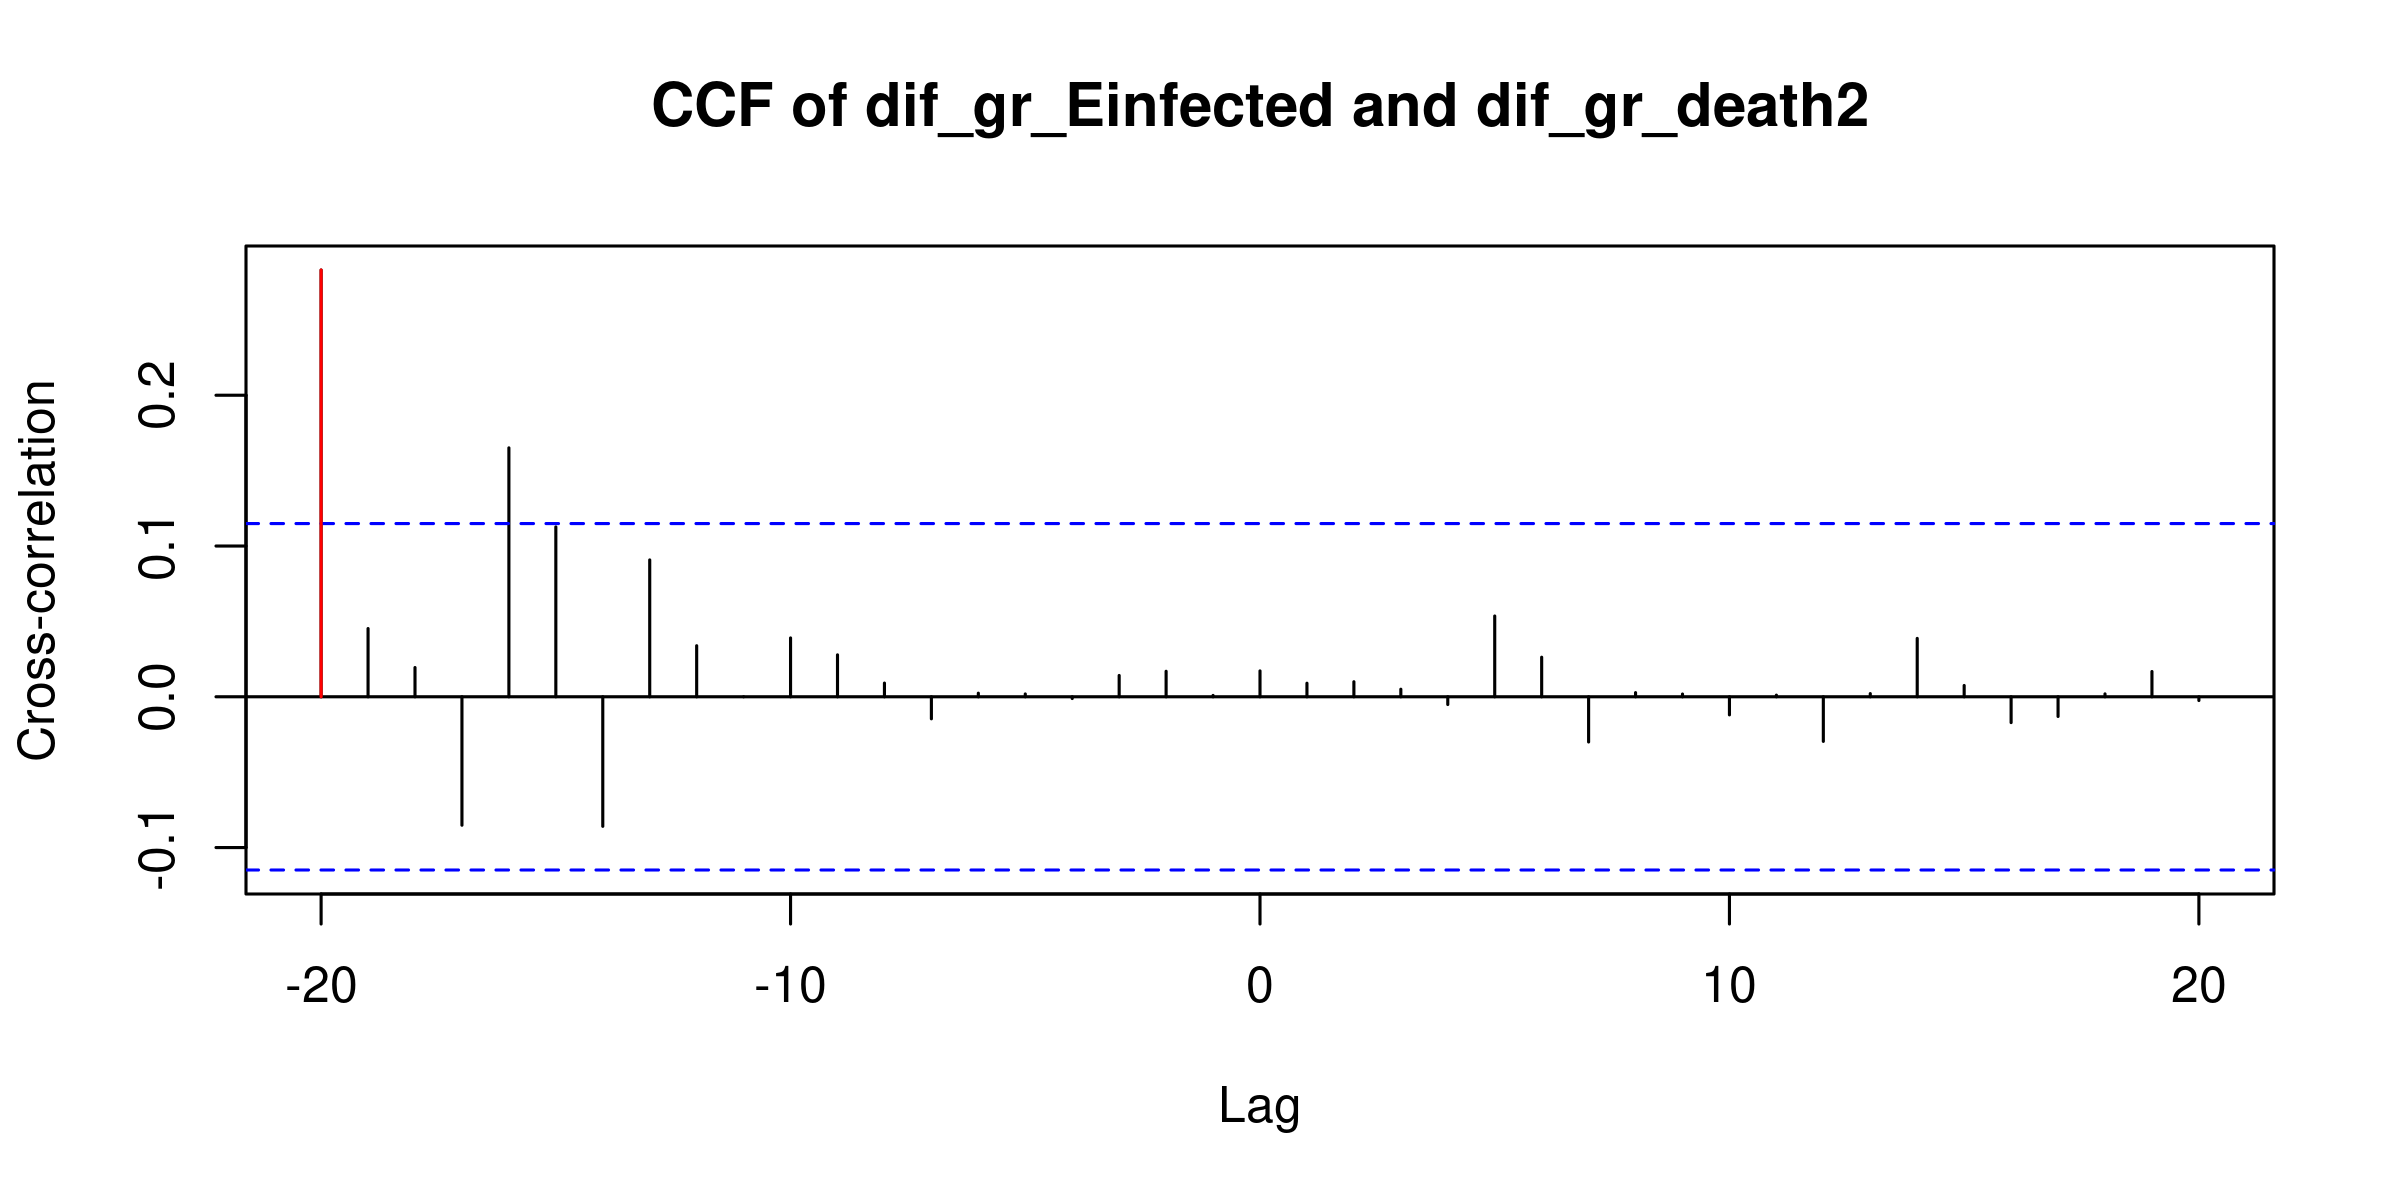 CCF of dif_gr_Einfected and dif_gr_death2
Cross-correlation
0.2
0.1
0.0
-0.1
-20 -10 0 10 20
Lag